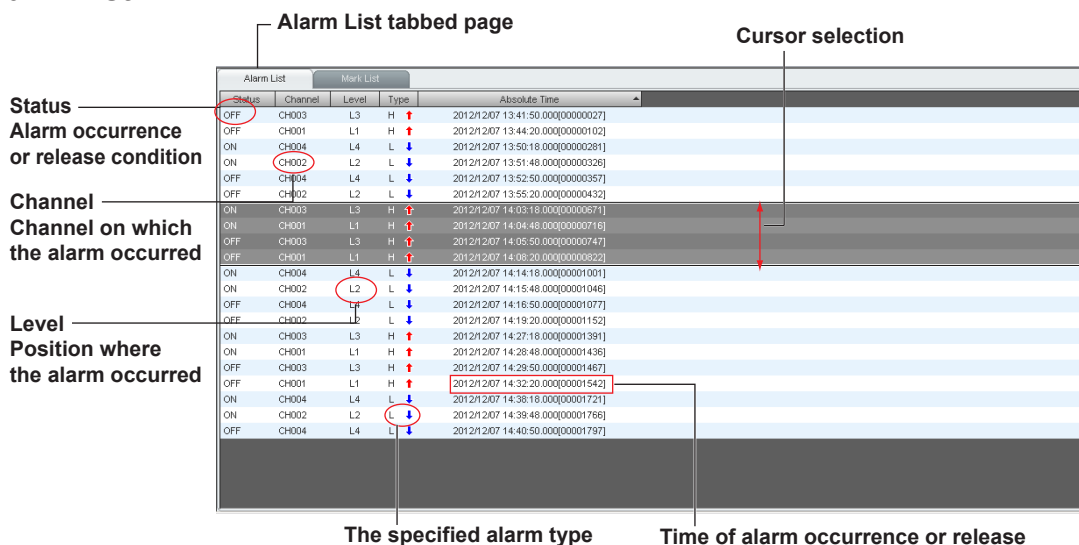 Alarm List tabbed page
Cursor selection
Alarm List Mark List
Status Channel Level Type Absolute Time
OFF CH003 L3 H 2012/12/07 13:41:50.000[00000027]
OFF CH001 L1 H 2012/12/07 13:44:20.000[00000102]
ON CH004 L4 L 2012/12/07 13:50:18.000[00000281]
ON CH002 L2 L 2012/12/07 13:51:48.000[00000326]
OFF CH004 L4 L 2012/12/07 13:52:50.000[00000357]
OFF CH002 L2 L 2012/12/07 13:55:20.000[00000432]
ON CH003 L3 H 2012/12/07 14:03:18.000[00000671]
ON CH001 L1 H 2012/12/07 14:04:48.000[00000716]
OFF CH003 L3 H 2012/12/07 14:05:50.000[00000747]
OFF CH001 L1 H 2012/12/07 14:08:20.000[00000822]
ON CH004 L4 L 2012/12/07 14:14:18.000[00001001]
ON CH002 L2 L 2012/12/07 14:15:48.000[00001046]
OFF CH004 L4 L 2012/12/07 14:16:50.000[00001077]
OFF CH002 L2 L 2012/12/07 14:19:20.000[00001152]
ON CH003 L3 H 2012/12/07 14:27:18.000[00001391]
ON CH001 L1 H 2012/12/07 14:28:48.000[00001436]
OFF CH003 L3 H 2012/12/07 14:29:50.000[00001467]
OFF CH001 L1 H 2012/12/07 14:32:20.000[00001542]
ON CH004 L4 L 2012/12/07 14:38:18.000[00001721]
ON CH002 L2 L 2012/12/07 14:39:48.000[00001766]
OFF CH004 L4 L 2012/12/07 14:40:50.000[00001797]
Status
Alarm occurrence
or release condition
Channel
Channel on which
the alarm occurred
Level
Position where
the alarm occurred
The specified alarm type
Time of alarm occurrence or release